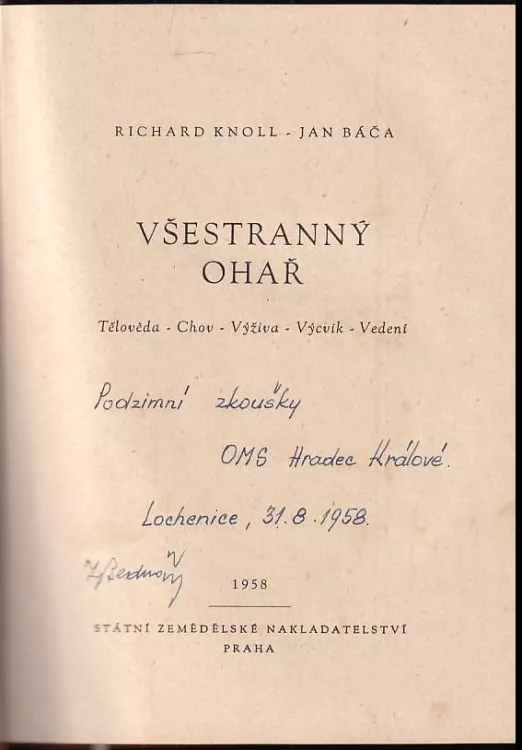 RICHARD KNOLL - JAN BÁČA
VŠESTRANNÝ
OHAŘ
Tělověda - Chov - Výživa - Výcvik - Vedení
Podzimní zkoušky
OMS Hradec Králové.
Lochenice, 31.8.1958.
1958
STÁTNÍ ZEMĚDĚLSKÉ NAKLADATELSTVÍ
PRAHA